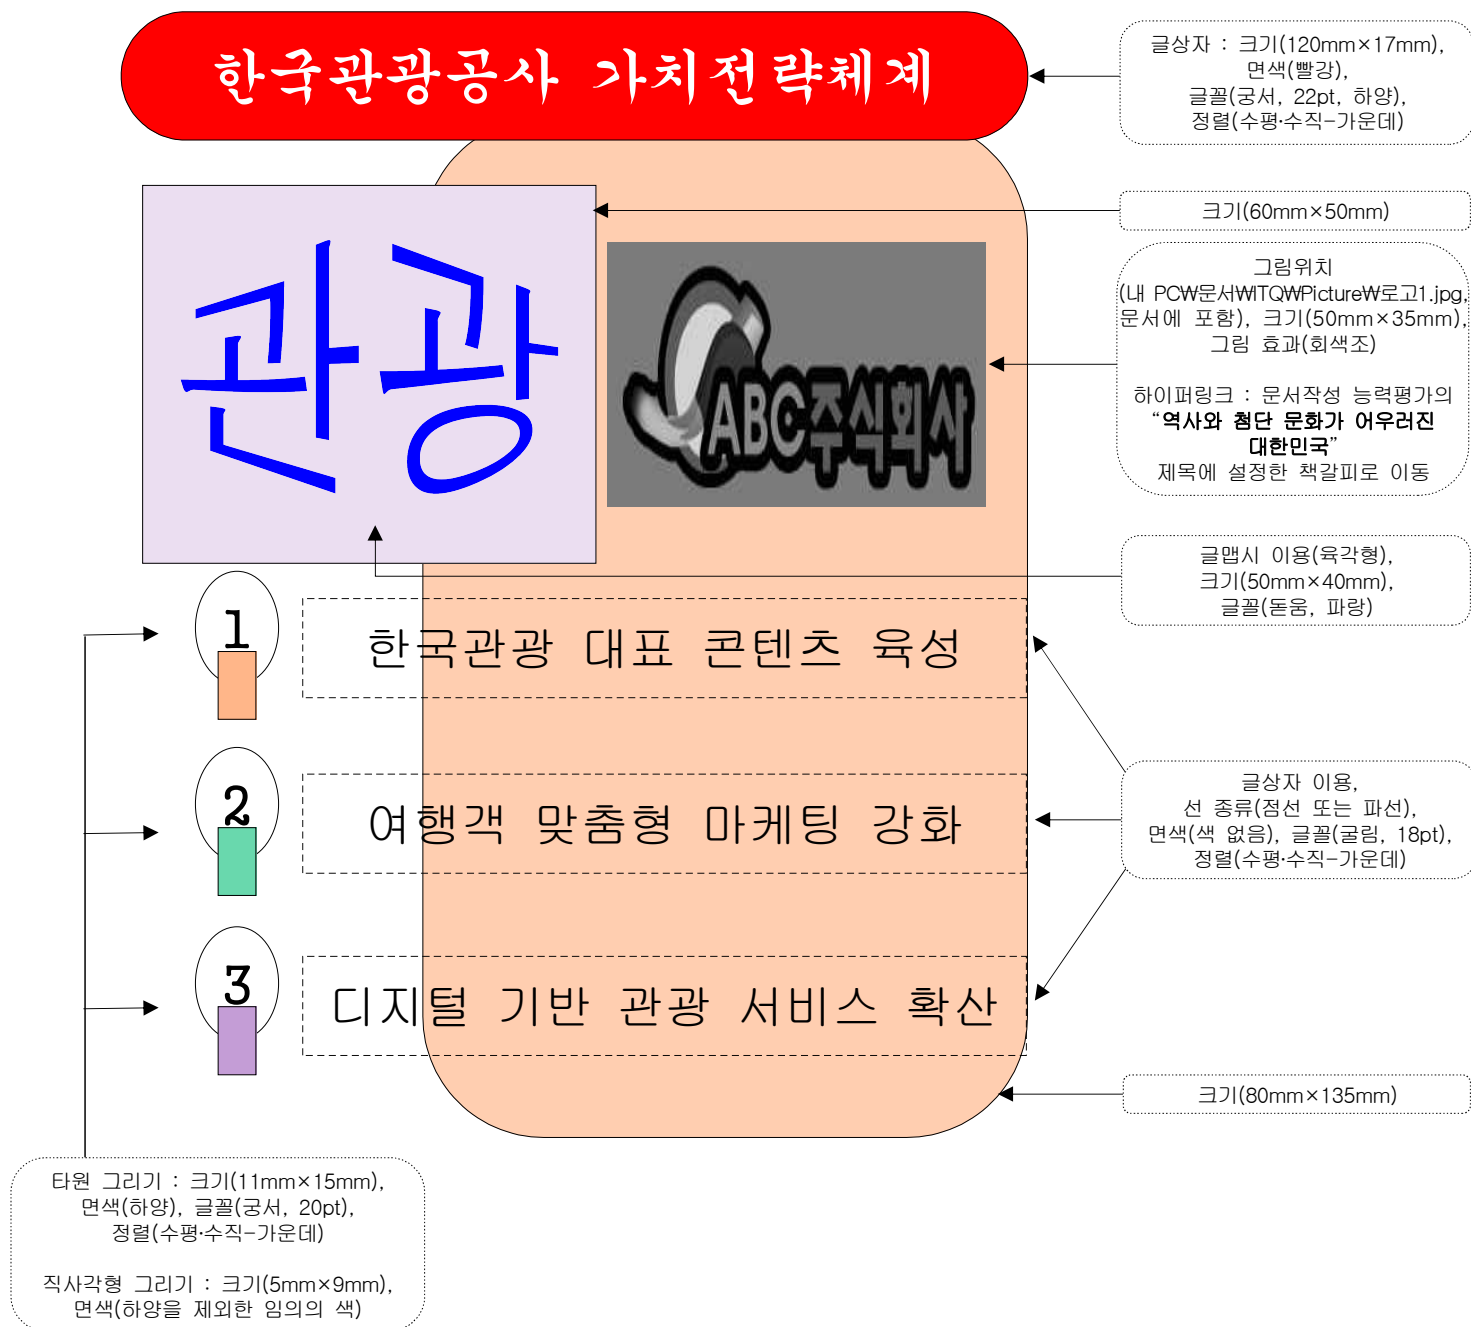 한국관광공사 가치전략체계
글상자 : 크기(120mm×17mm),
면색(빨강),
글꼴(궁서, 22pt, 하양),
정렬(수평·수직-가운데)
크기(60mm×50mm)
관광
ABC주식회사
그림위치
(내 PC₩문서₩ITQ₩Picture₩로고1.jpg,
문서에 포함), 크기(50mm×35mm),
그림 효과(회색조)
하이퍼링크 : 문서작성 능력평가의
“역사와 첨단 문화가 어우러진
대한민국”
제목에 설정한 책갈피로 이동
글맵시 이용(육각형),
크기(50mm×40mm),
글꼴(돋움, 파랑)
1
한국관광 대표 콘텐츠 육성
2
여행객 맞춤형 마케팅 강화
글상자 이용,
선 종류(점선 또는 파선),
면색(색 없음), 글꼴(굴림, 18pt),
정렬(수평·수직-가운데)
3
디지털 기반 관광 서비스 확산
크기(80mm×135mm)
타원 그리기 : 크기(11mm×15mm),
면색(하양), 글꼴(궁서, 20pt),
정렬(수평·수직-가운데)
직사각형 그리기 : 크기(5mm×9mm),
면색(하양을 제외한 임의의 색)